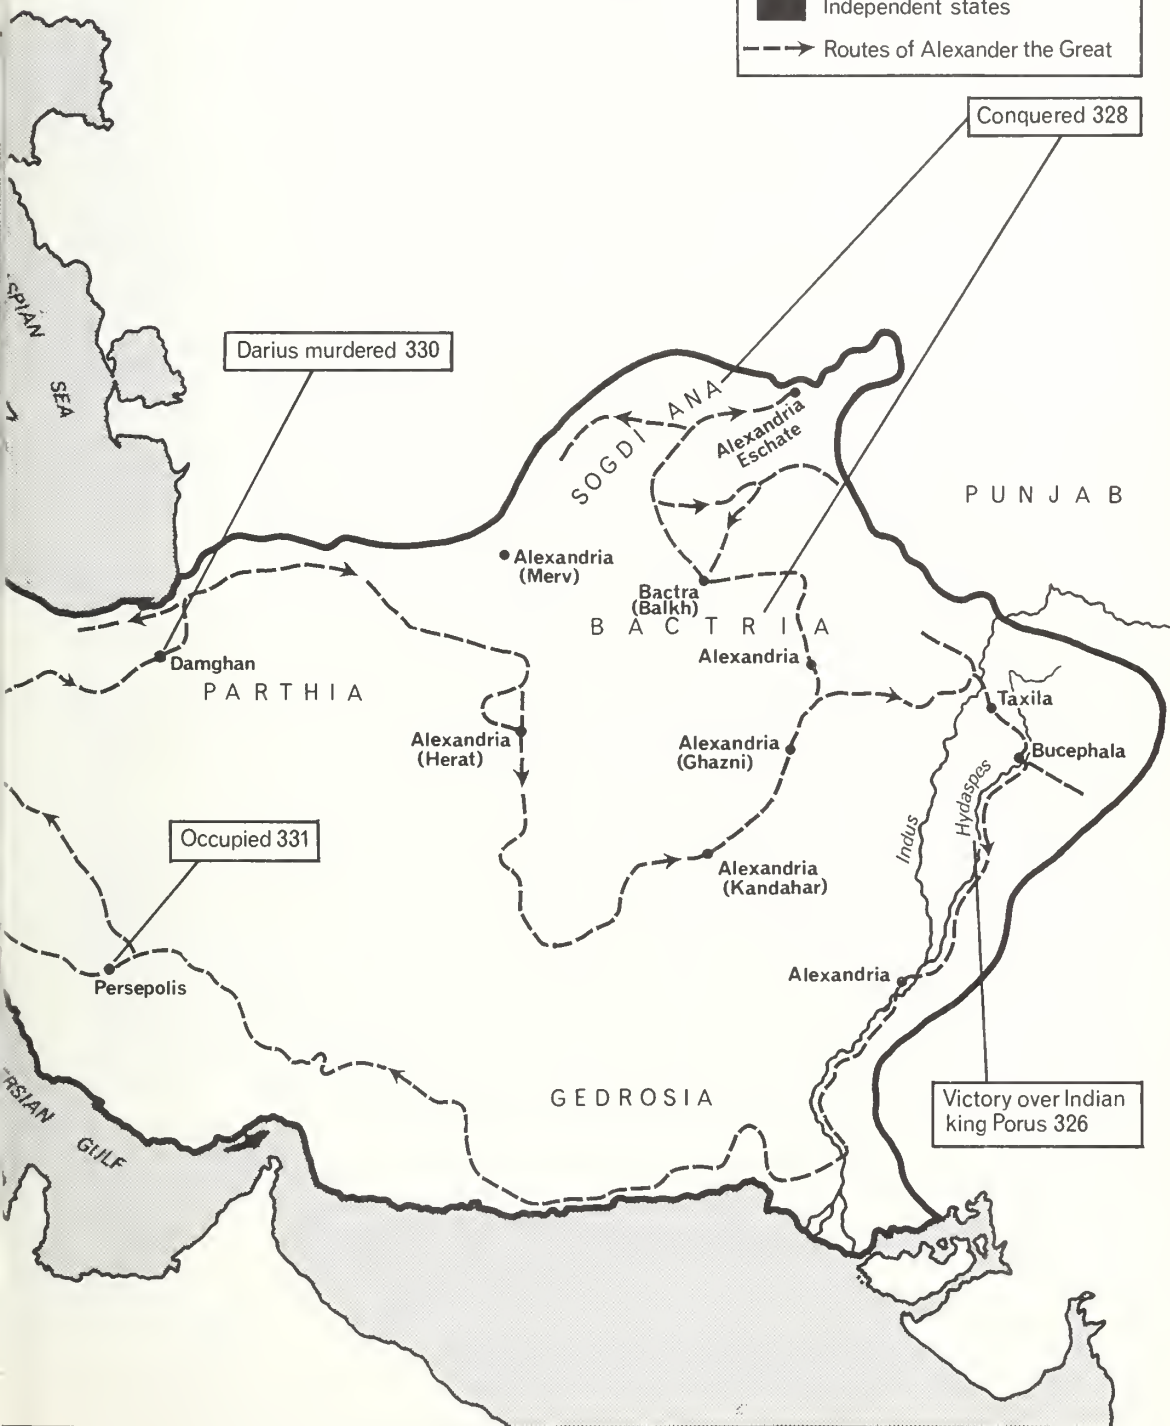 Independent states
Routes of Alexander the Great
Conquered 328
SPIAN
SEA
Darius murdered 330
SOGDIANA
Alexandria
Eschate
PUNJAB
Alexandria
(Merv)
Bactra
(Balkh)
BACTRIA
Damghan
PARTHIA
Alexandria
Taxila
Alexandria
(Herat)
Alexandria
(Ghazni)
Bucephala
Hydaspes
Indus
Occupied 331
Alexandria
(Kandahar)
Persepolis
Alexandria
GEDROSIA
RSIAN
GULF
Victory over Indian
king Porus 326